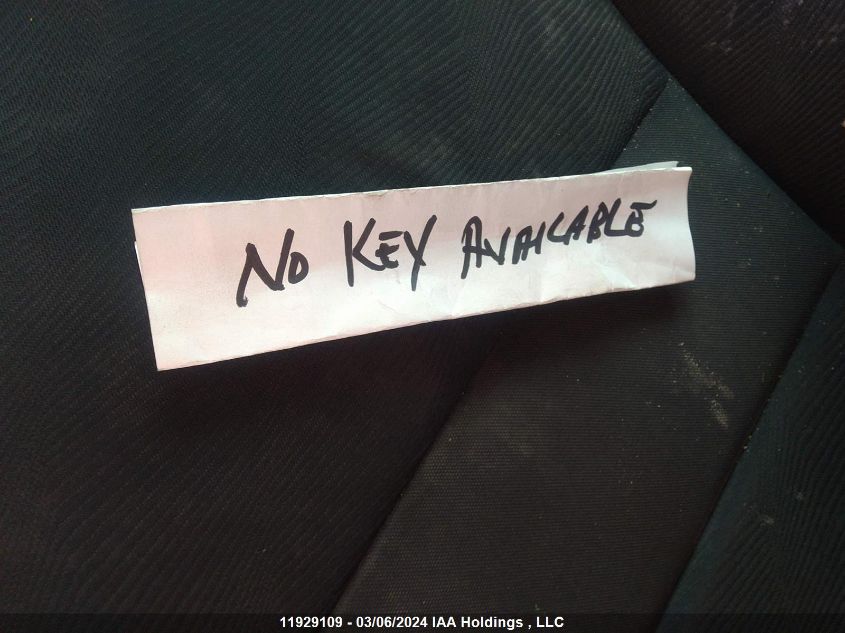 NO KEY AVAILABLE
11929109 - 03/06/2024 IAA Holdings , LLC